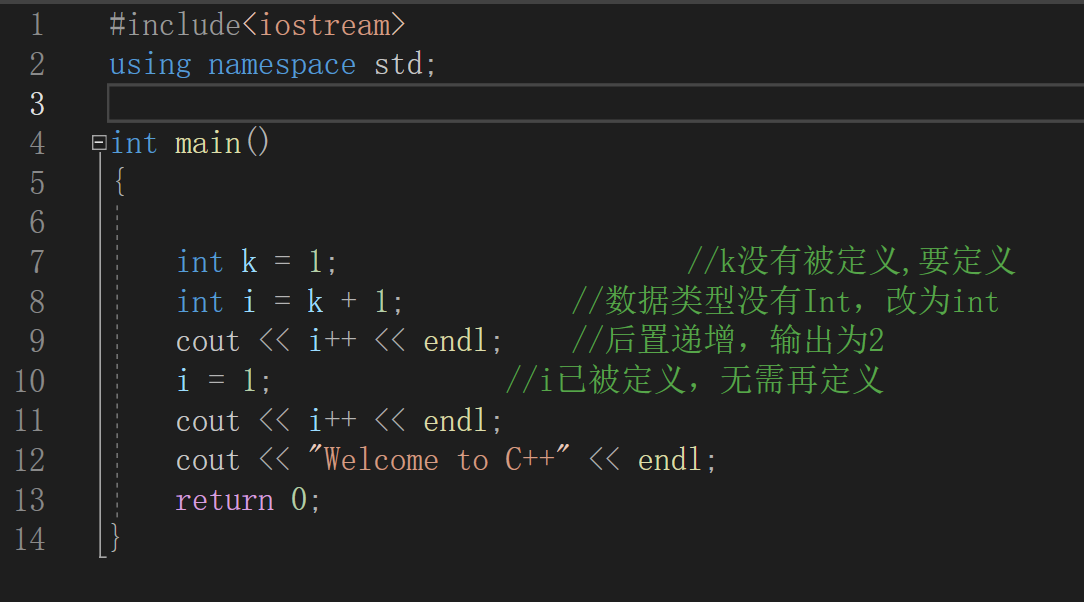 1 #include<iostream>
2 using namespace std;
3
4 int main()
5 {
6
7 int k = 1; //k没有被定义,要定义
8 int i = k + 1; //数据类型没有Int，改为int
9 cout << i++ << endl; //后置递增，输出为2
10 i = 1; //i已被定义，无需再定义
11 cout << i++ << endl;
12 cout << "Welcome to C++" << endl;
13 return 0;
14 }